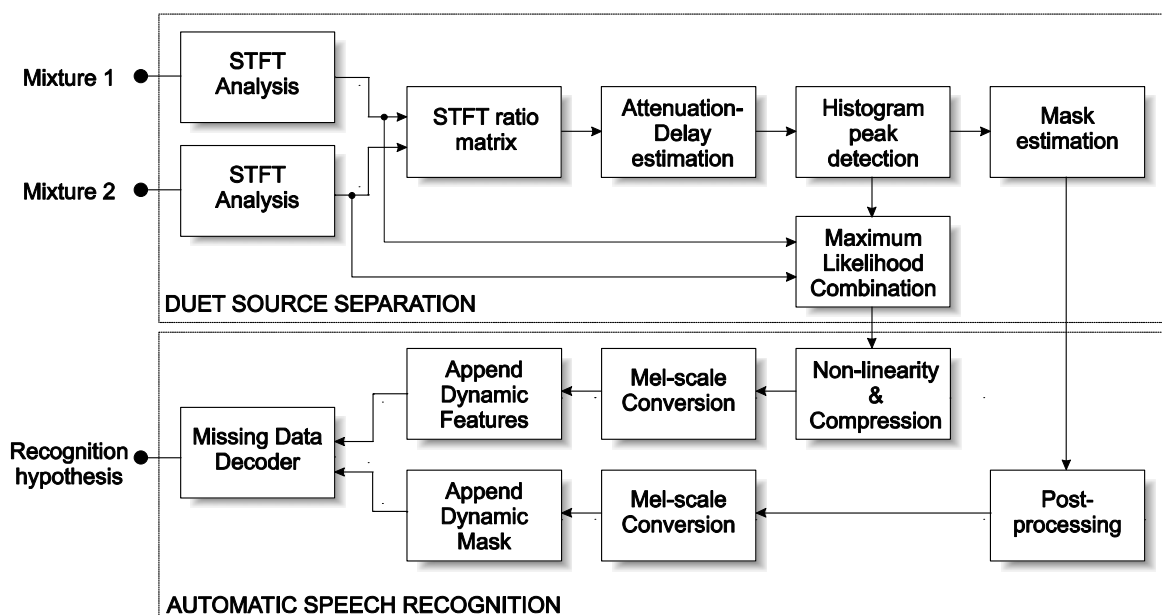 Mixture 1
STFT
Analysis
Mixture 2
STFT
Analysis
STFT ratio
matrix
Attenuation-
Delay
estimation
Histogram
peak
detection
Mask
estimation
Maximum
Likelihood
Combination
DUET SOURCE SEPARATION
Recognition
hypothesis
Missing Data
Decoder
Append
Dynamic
Features
Mel-scale
Conversion
Non-linearity
&
Compression
Append
Dynamic
Mask
Mel-scale
Conversion
Post-
processing
AUTOMATIC SPEECH RECOGNITION